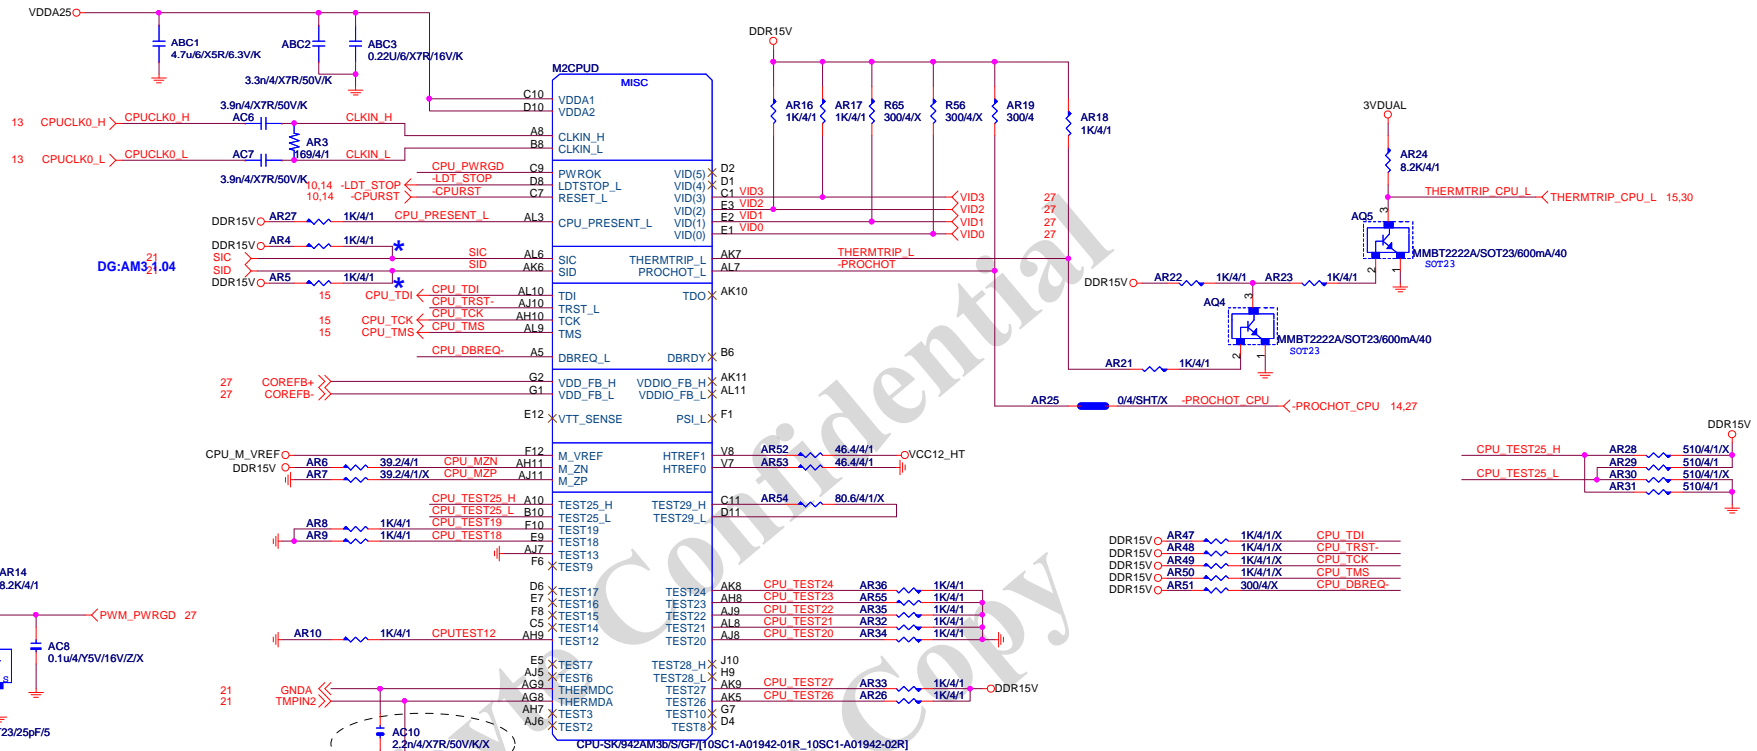 VDDA25
ABC1
4.7u/6/X5R/6.3V/K
ABC2
3.3n/4/X7R/50V/K
ABC3
0.22U/6/X7R/16V/K
M2CPUD
MISC
DDR15V
C10
VDDA1
D10
VDDA2
3.9n/4/X7R/50V/K
13 CPUCLK0_H CPUCLK0_H AC6 CLKIN_H
A8
CLKIN_H
AR3
169/4/1
B8
CLKIN_L
13 CPUCLK0_L CPUCLK0_L AC7 CLKIN_L
3.9n/4/X7R/50V/K
CPU_PWRGD C9 PWROK
10,14 -LDT_STOP -LDT_STOP D8 LDTSTOP_L
10,14 -CPURST -CPURST C7 RESET_L
DDR15V AR27 1K/4/1 CPU_PRESENT_L AL3 CPU_PRESENT_L
DDR15V AR4 1K/4/1 *
21 SIC SIC AL6 SIC
DG:AM3 1.04
21 SID SID AK6 SID
DDR15V AR5 1K/4/1 *
15 CPU_TDI CPU_TDI AL10 TDI
CPU_TRST- AJ10 TRST_L
15 CPU_TCK CPU_TCK AH10 TCK
15 CPU_TMS CPU_TMS AL9 TMS
CPU_DBREQ- A5 DBREQ_L
27 COREFB+ G2 VDD_FB_H
27 COREFB- G1 VDD_FB_L
E12 VTT_SENSE
CPU_M_VREF F12 M_VREF
DDR15V AR6 39.2/4/1 CPU_MZN AH11 M_ZN
AR7 39.2/4/1/X CPU_MZP AJ11 M_ZP
CPU_TEST25_H A10 TEST25_H
CPU_TEST25_L B10 TEST25_L
AR8 1K/4/1 CPU_TEST19 F10 TEST19
AR9 1K/4/1 CPU_TEST18 E9 TEST18
AJ7 TEST13
F6 TEST9
D6 TEST17
E7 TEST16
F8 TEST15
C5 TEST14
AR10 1K/4/1 CPUTEST12 AH9 TEST12
E5 TEST7
AJ5 TEST6
21 GNDA AG9 THERMDC
21 TMPIN2 AG8 THERMDA
AH7 TEST3
AJ6 TEST2
AC10
2.2n/4/X7R/50V/K/X
AR14
8.2K/4/1
PWM_PWRGD 27
AC8
0.1u/4/Y5V/16V/Z/X
S
T23/25pF/5
AR16
1K/4/1
AR17
1K/4/1
R65
300/4/X
R56
300/4/X
AR19
300/4
AR18
1K/4/1
VID(5) D2
VID(4) D1
VID(3) C1 VID3 VID3 27
VID(2) E3 VID2 VID2 27
VID(1) E2 VID1 VID1 27
VID(0) E1 VID0 VID0 27
THERMTRIP_L AK7 THERMTRIP_L
PROCHOT_L AL7 -PROCHOT
TDO AK10
DBRDY B6
VDDIO_FB_H AK11
VDDIO_FB_L AL11
PSI_L F1
HTREF1 V8 AR52 46.4/4/1 VCC12_HT
HTREF0 V7 AR53 46.4/4/1
TEST29_H C11 AR54 80.6/4/1/X
TEST29_L D11
TEST24 AK8 CPU_TEST24 AR36 1K/4/1
TEST23 AH8 CPU_TEST23 AR55 1K/4/1
TEST22 AJ9 CPU_TEST22 AR35 1K/4/1
TEST21 AL8 CPU_TEST21 AR32 1K/4/1
TEST20 AJ8 CPU_TEST20 AR34 1K/4/1
TEST28_H J10
TEST28_L H9
TEST27 AK9 CPU_TEST27 AR33 1K/4/1 DDR15V
TEST26 AK5 CPU_TEST26 AR26 1K/4/1
TEST10 G7
TEST8 D4
CPU-SK/942AM3b/S/GF/[10SC1-A01942-01R_10SC1-A01942-02R]
3VDUAL
AR24
8.2K/4/1
THERMTRIP_CPU_L THERMTRIP_CPU_L 15,30
AQ5
3
2
1
MMBT2222A/SOT23/600mA/40
SOT23
DDR15V AR22 1K/4/1 AR23 1K/4/1
AQ4
3
2
1
MMBT2222A/SOT23/600mA/40
SOT23
AR21 1K/4/1
AR25 0/4/SHT/X -PROCHOT_CPU -PROCHOT_CPU 14,27
DDR15V
CPU_TEST25_H AR28 510/4/1/X
AR29 510/4/1
CPU_TEST25_L AR30 510/4/1/X
AR31 510/4/1
DDR15V AR47 1K/4/1/X CPU_TDI
DDR15V AR48 1K/4/1/X CPU_TRST-
DDR15V AR49 1K/4/1/X CPU_TCK
DDR15V AR50 1K/4/1/X CPU_TMS
DDR15V AR51 300/4/X CPU_DBREQ-
Confidential
Copy